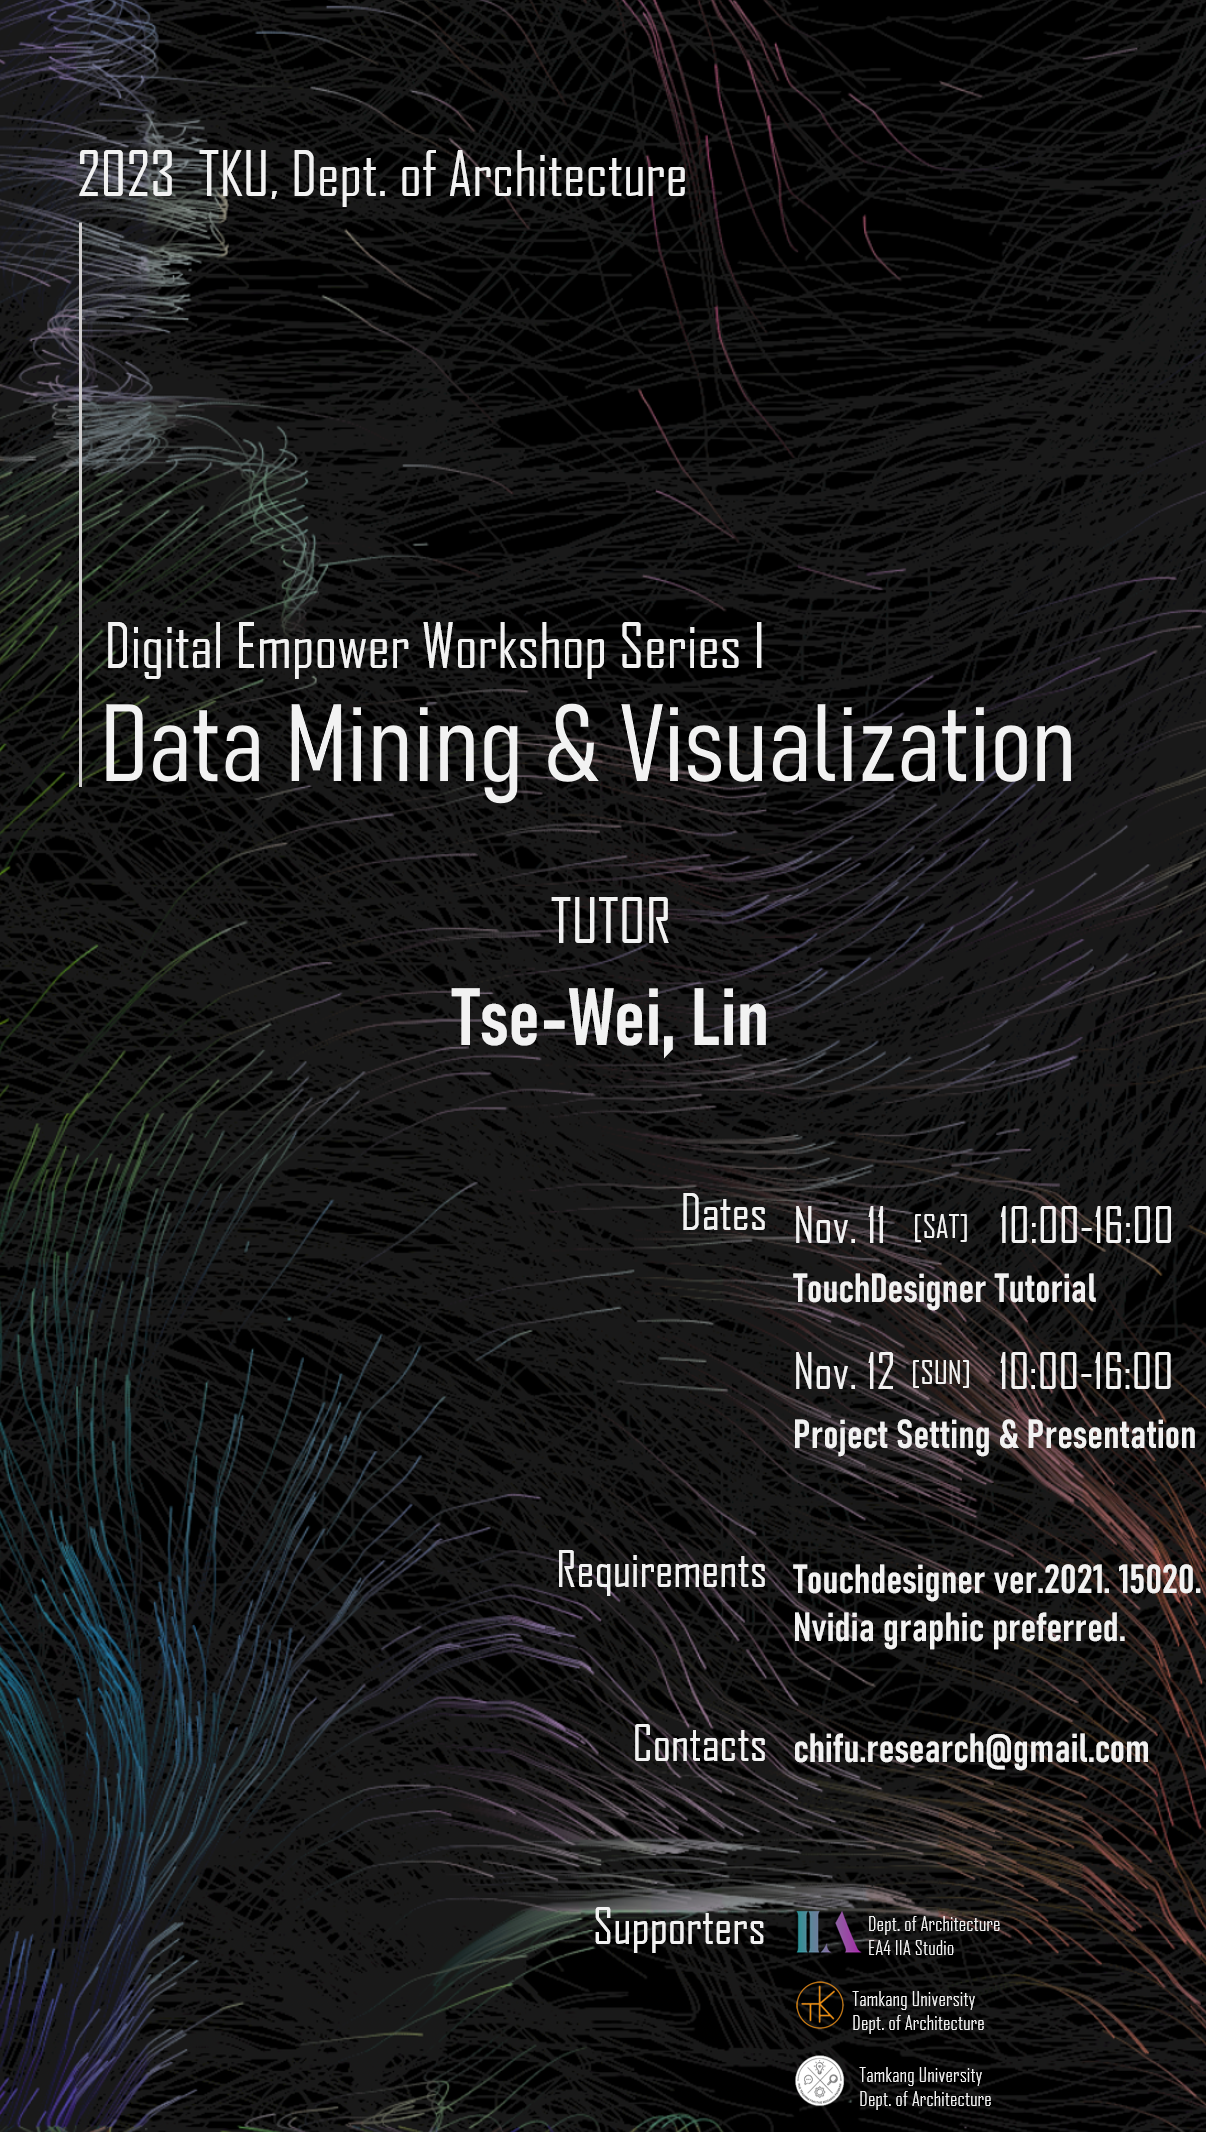 2023 TKU, Dept. of Architecture
Digital Empower Workshop Series I
Data Mining & Visualization
TUTOR
Tse-Wei, Lin
Dates
Nov. 11 [SAT] 10:00-16:00
TouchDesigner Tutorial
Nov. 12 [SUN] 10:00-16:00
Project Setting & Presentation
Requirements
Touchdesigner ver.2021. 15020.
Nvidia graphic preferred.
Contacts
chifu.research@gmail.com
Supporters
IIA
Dept. of Architecture
EA4 IIA Studio
TKA
Tamkang University
Dept. of Architecture
Tamkang University
Dept. of Architecture